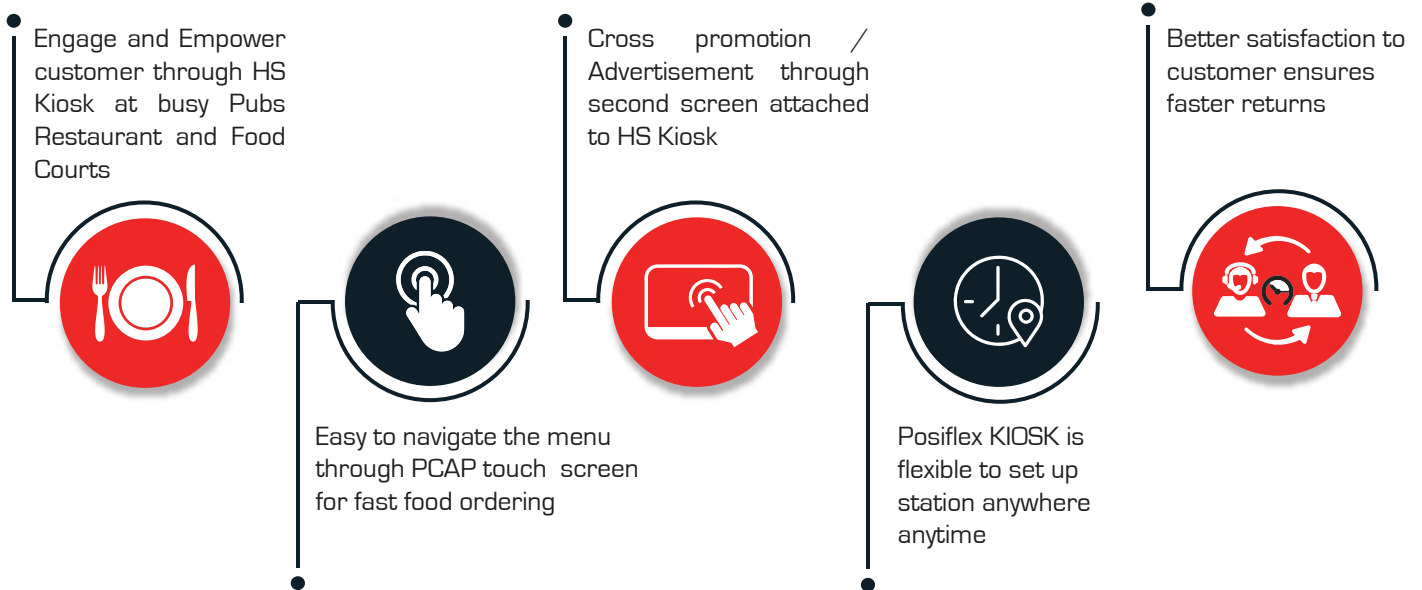 Engage and Empower
customer through HS
Kiosk at busy Pubs
Restaurant and Food
Courts
Easy to navigate the menu
through PCAP touch screen
for fast food ordering
Cross promotion /
Advertisement through
second screen attached
to HS Kiosk
Posiflex KIOSK is
flexible to set up
station anywhere
anytime
Better satisfaction to
customer ensures
faster returns